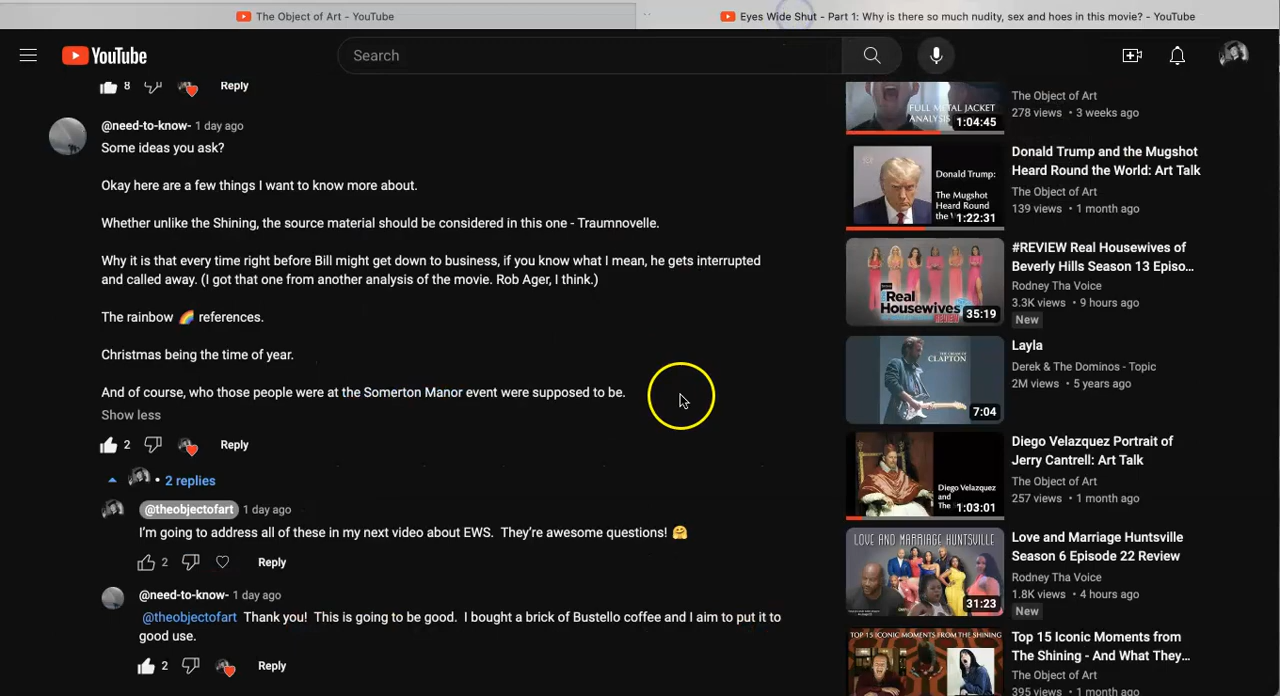 The Object of Art - YouTube
Eyes Wide Shut - Part 1: Why is there so much nudity, sex and hoes in this movie? - YouTube
YouTube
Search
8
Reply
@need-to-know- 1 day ago
Some ideas you ask?
Okay here are a few things I want to know more about.
Whether unlike the Shining, the source material should be considered in this one - Traumnovelle.
Why it is that every time right before Bill might get down to business, if you know what I mean, he gets interrupted
and called away. (I got that one from another analysis of the movie. Rob Ager, I think.)
The rainbow 🌈 references.
Christmas being the time of year.
And of course, who those people were at the Somerton Manor event were supposed to be.
Show less
2
Reply
2 replies
@theobjectofart 1 day ago
I'm going to address all of these in my next video about EWS. They're awesome questions! 🤗
2
Reply
@need-to-know- 1 day ago
@theobjectofart Thank you! This is going to be good. I bought a brick of Bustello coffee and I aim to put it to
good use.
2
Reply
FULL METAL JACKET
ANALYSIS
1:04:45
The Object of Art
278 views • 3 weeks ago
Donald Trump:
The Mugshot
Heard Round
the
1:22:31
Donald Trump and the Mugshot
Heard Round the World: Art Talk
The Object of Art
139 views • 1 month ago
#REVIEW
Real
Housewives
REVIEW
35:19
#REVIEW Real Housewives of
Beverly Hills Season 13 Episo...
Rodney Tha Voice
3.3K views • 9 hours ago
New
CLAPTON
7:04
Layla
Derek & The Dominos - Topic
2M views • 5 years ago
Diego Velazquez
and
The
1:03:01
Diego Velazquez Portrait of
Jerry Cantrell: Art Talk
The Object of Art
257 views • 1 month ago
LOVE AND MARRIAGE HUNTSVILLE
31:23
Love and Marriage Huntsville
Season 6 Episode 22 Review
Rodney Tha Voice
1.8K views • 4 hours ago
New
TOP 15 ICONIC MOMENTS FROM THE SHINING
Top 15 Iconic Moments from
The Shining - And What They...
The Object of Art
395 views • 1 month ago